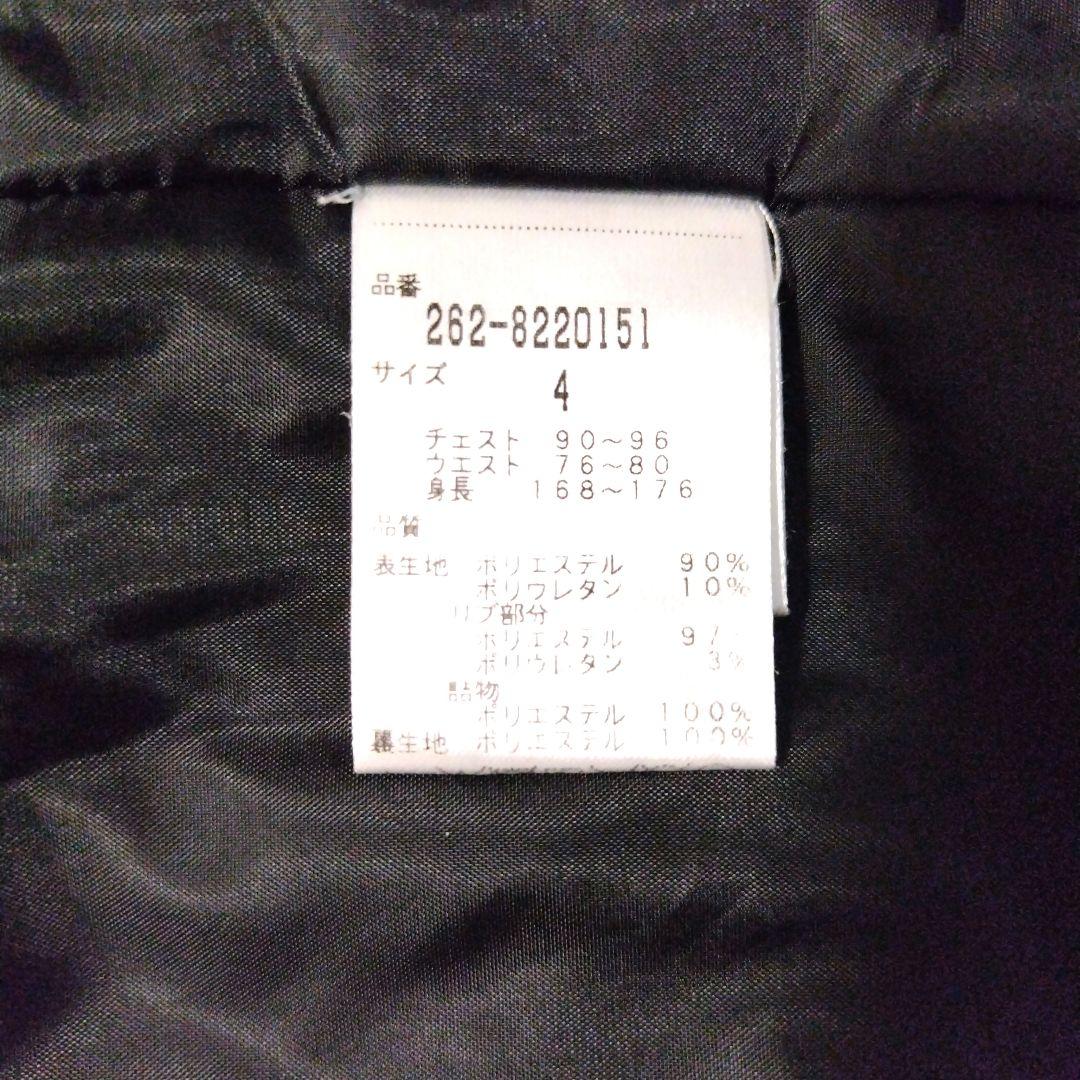 品番
262-8220151
サイズ 4
チェスト 90～96
ウエスト 76～80
身長 168～176
品質
表生地 ポリエステル 90%
ポリウレタン 10%
リブ部分
ポリエステル 97
ポリウレタン 3%
詰物
ポリエステル 100%
裏生地 ポリエステル 100%